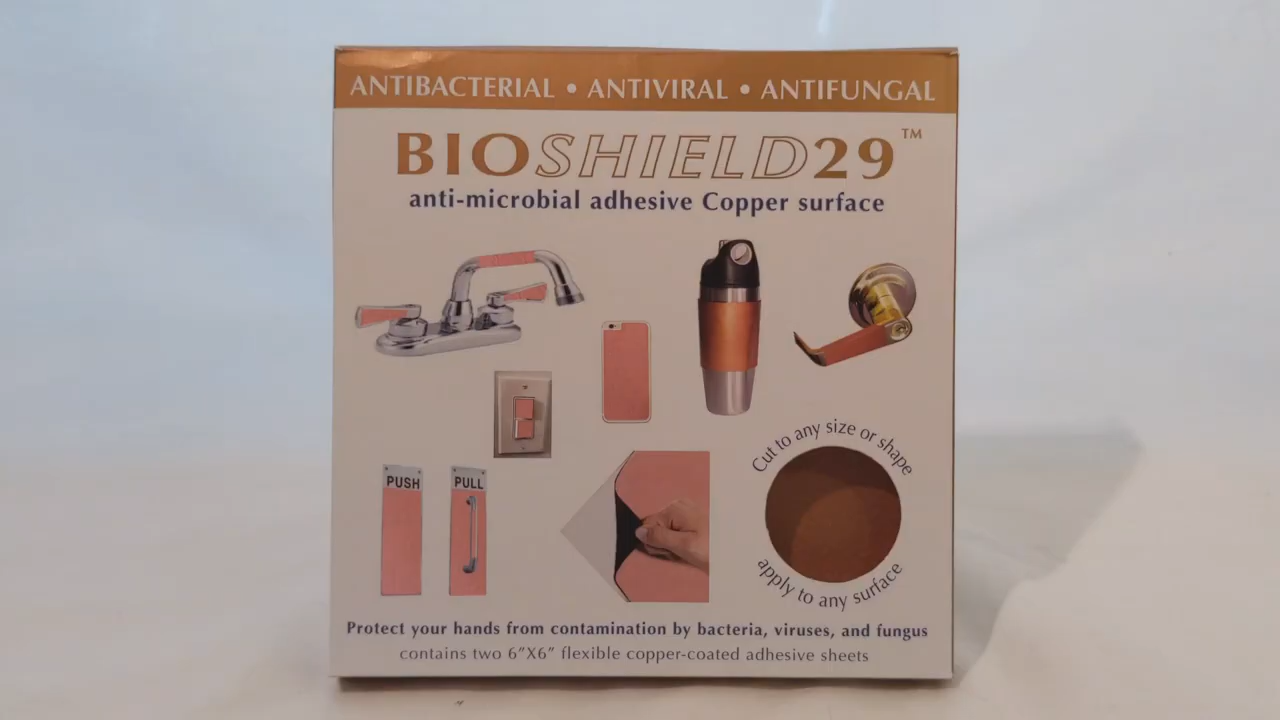 ANTIBACTERIAL • ANTIVIRAL • ANTIFUNGAL
BIOSHIELD29™
anti-microbial adhesive Copper surface
PUSH
PULL
Cut to any size or shape
apply to any surface
Protect your hands from contamination by bacteria, viruses, and fungus
contains two 6”X6” flexible copper-coated adhesive sheets